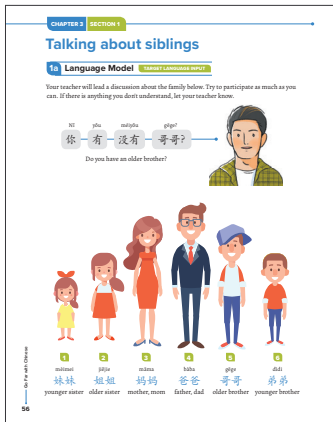 CHAPTER 3 SECTION 1
Talking about siblings
1a Language Model TARGET LANGUAGE INPUT
Your teacher will lead a discussion about the family below. Try to participate as much as you
can. If there is anything you don't understand, let your teacher know.
Nǐ yǒu méiyǒu gēge?
你 有 没有 哥哥?
Do you have an older brother?
1 2 3 4 5 6
mèimei jiějie māma bàba gēge dìdi
妹妹 姐姐 妈妈 爸爸 哥哥 弟弟
younger sister older sister mother, mom father, dad older brother younger brother
Go Far with Chinese
56